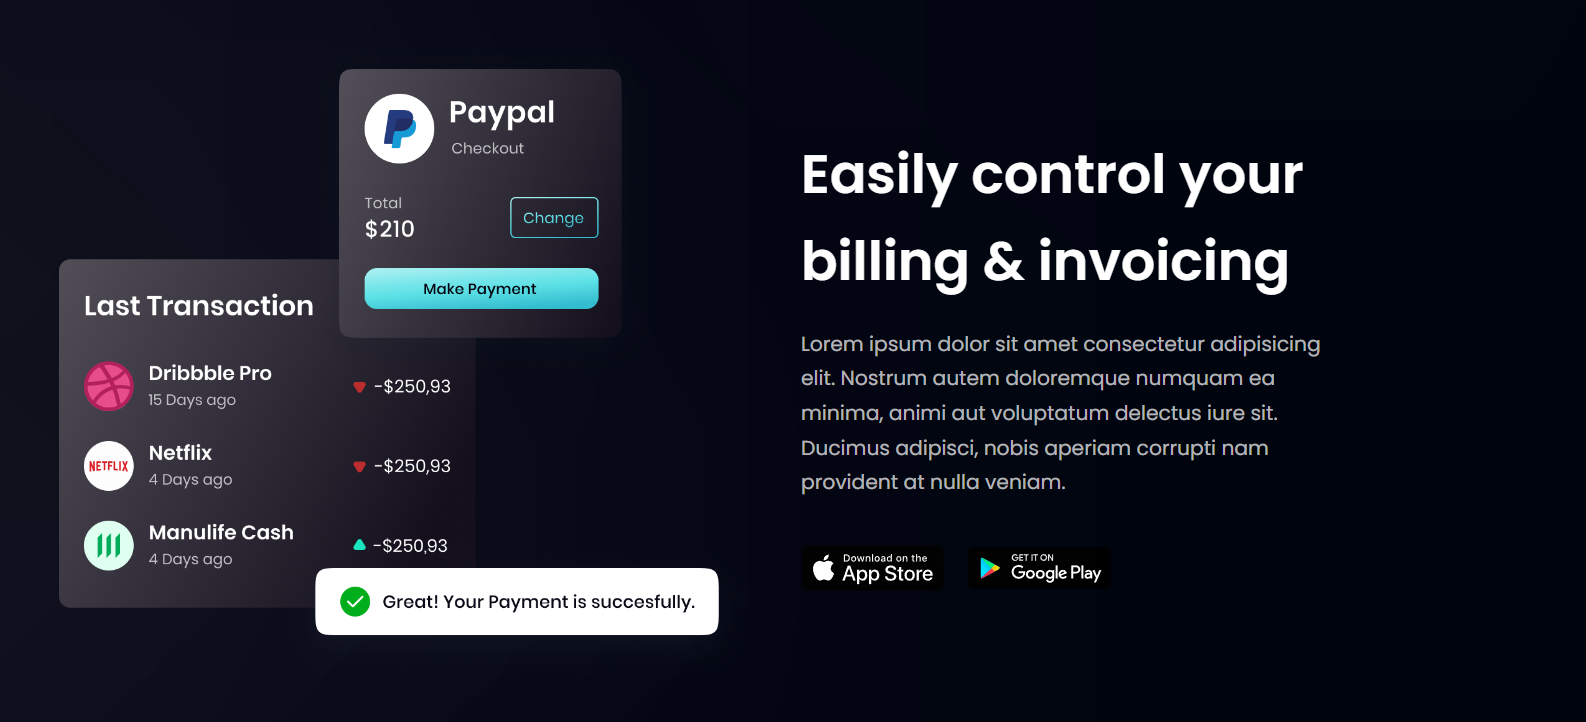 Paypal
Checkout
Total
$210
Change
Make Payment
Last Transaction
Dribbble Pro
15 Days ago
-$250,93
NETFLIX
Netflix
4 Days ago
-$250,93
Manulife Cash
4 Days ago
-$250,93
Great! Your Payment is succesfully.
Easily control your
billing & invoicing
Lorem ipsum dolor sit amet consectetur adipisicing
elit. Nostrum autem doloremque numquam ea
minima, animi aut voluptatum delectus iure sit.
Ducimus adipisci, nobis aperiam corrupti nam
provident at nulla veniam.
Download on the
App Store
GET IT ON
Google Play